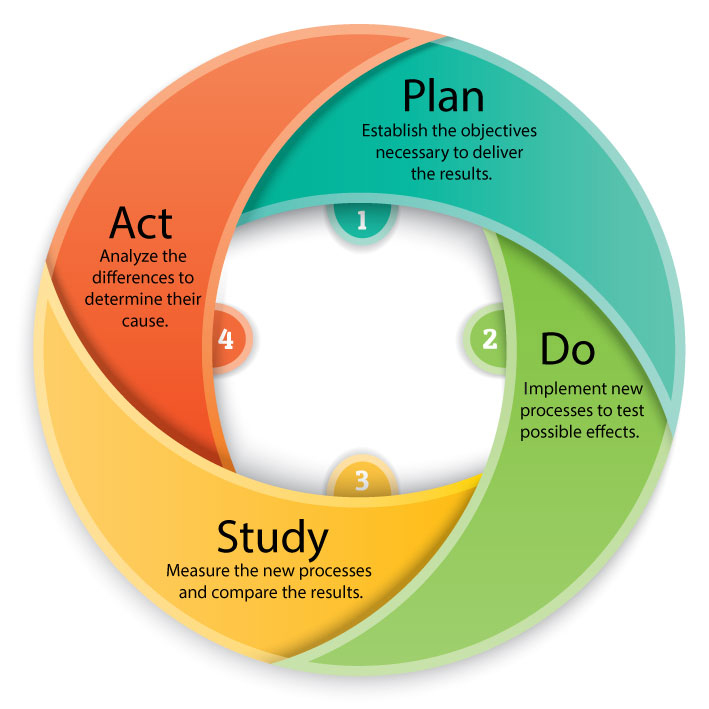 Plan
Establish the objectives
necessary to deliver
the results.
1
Do
Implement new
processes to test
possible effects.
2
Study
Measure the new processes
and compare the results.
3
Act
Analyze the
differences to
determine their
cause.
4